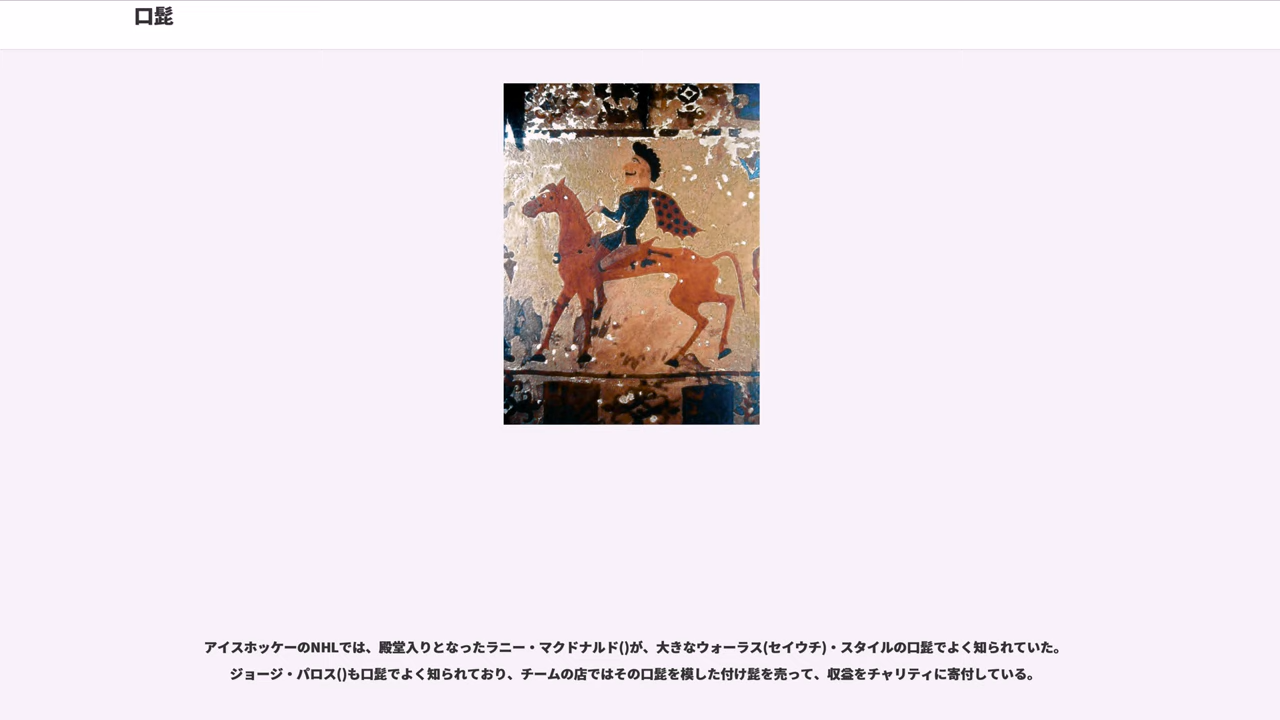 口髭
アイスホッケーのNHLでは、殿堂入りとなったラニー・マクドナルド()が、大きなウォーラス(セイウチ)・スタイルの口髭でよく知られていた。
ジョージ・パロス()も口髭でよく知られており、チームの店ではその口髭を模した付け髭を売って、収益をチャリティに寄付している。